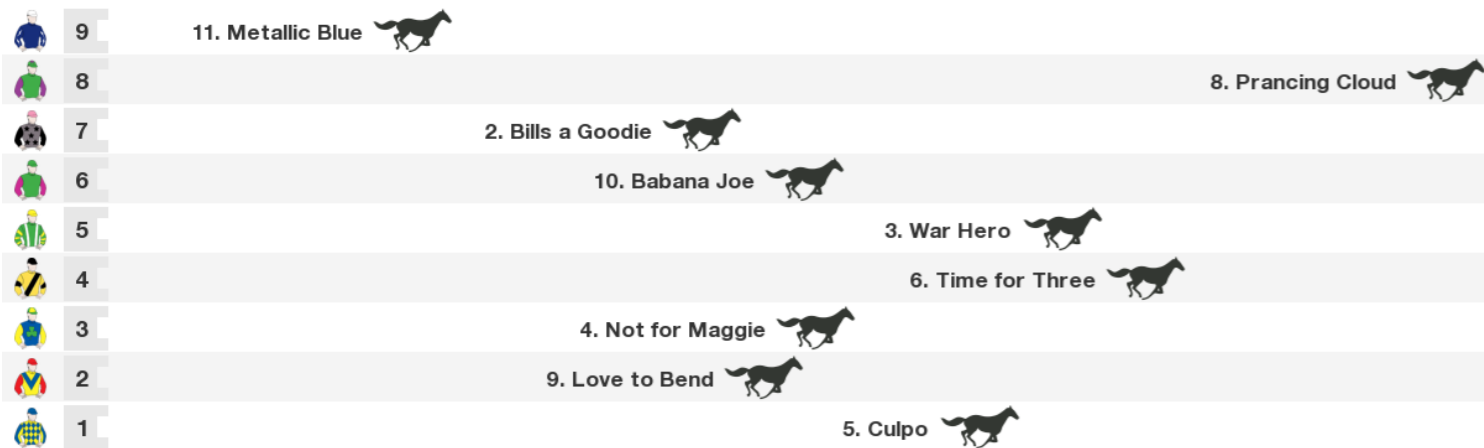 9 11. Metallic Blue
8 8. Prancing Cloud
7 2. Bills a Goodie
6 10. Babana Joe
5 3. War Hero
4 6. Time for Three
3 4. Not for Maggie
2 9. Love to Bend
1 5. Culpo